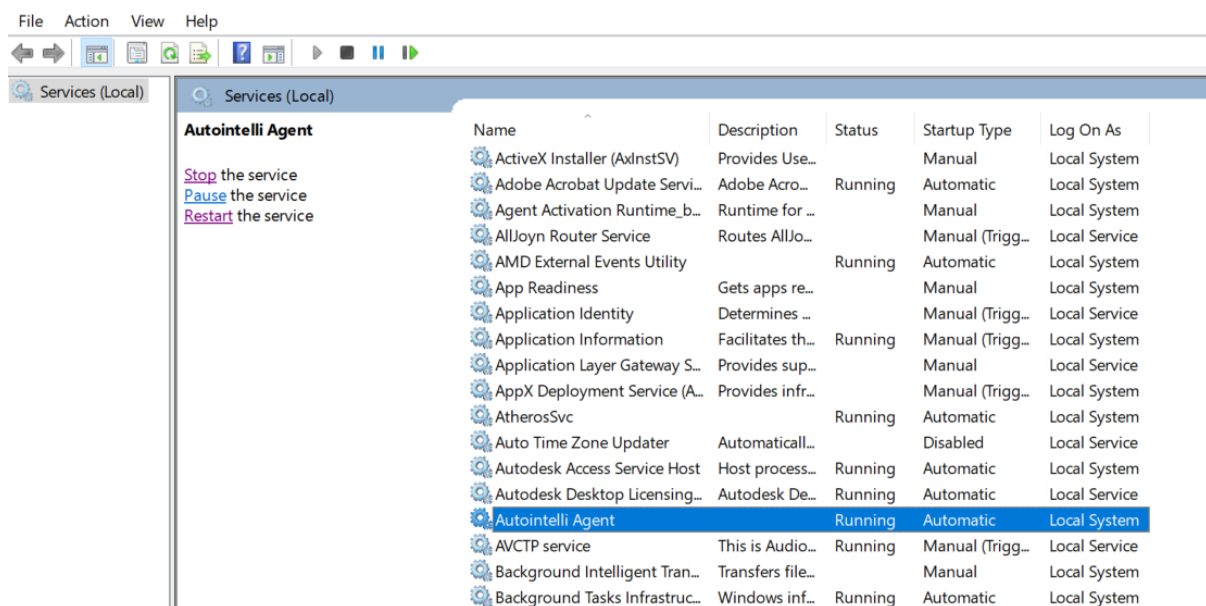 File Action View Help
Services (Local)
Services (Local)
Autointelli Agent
Stop the service
Pause the service
Restart the service
Name Description Status Startup Type Log On As
ActiveX Installer (AxInstSV) Provides Use... Manual Local System
Adobe Acrobat Update Servi... Adobe Acro... Running Automatic Local System
Agent Activation Runtime_b... Runtime for ... Manual Local System
AllJoyn Router Service Routes AllJo... Manual (Trigg... Local Service
AMD External Events Utility Running Automatic Local System
App Readiness Gets apps re... Manual Local System
Application Identity Determines ... Manual (Trigg... Local Service
Application Information Facilitates th... Running Manual (Trigg... Local System
Application Layer Gateway S... Provides sup... Manual Local Service
AppX Deployment Service (A... Provides infr... Manual (Trigg... Local System
AtherosSvc Running Automatic Local System
Auto Time Zone Updater Automaticall... Disabled Local Service
Autodesk Access Service Host Host process... Running Automatic Local System
Autodesk Desktop Licensing... Autodesk De... Running Automatic Local Service
Autointelli Agent Running Automatic Local System
AVCTP service This is Audio... Running Manual (Trigg... Local Service
Background Intelligent Tran... Transfers file... Manual Local System
Background Tasks Infrastruc... Windows inf... Running Automatic Local System